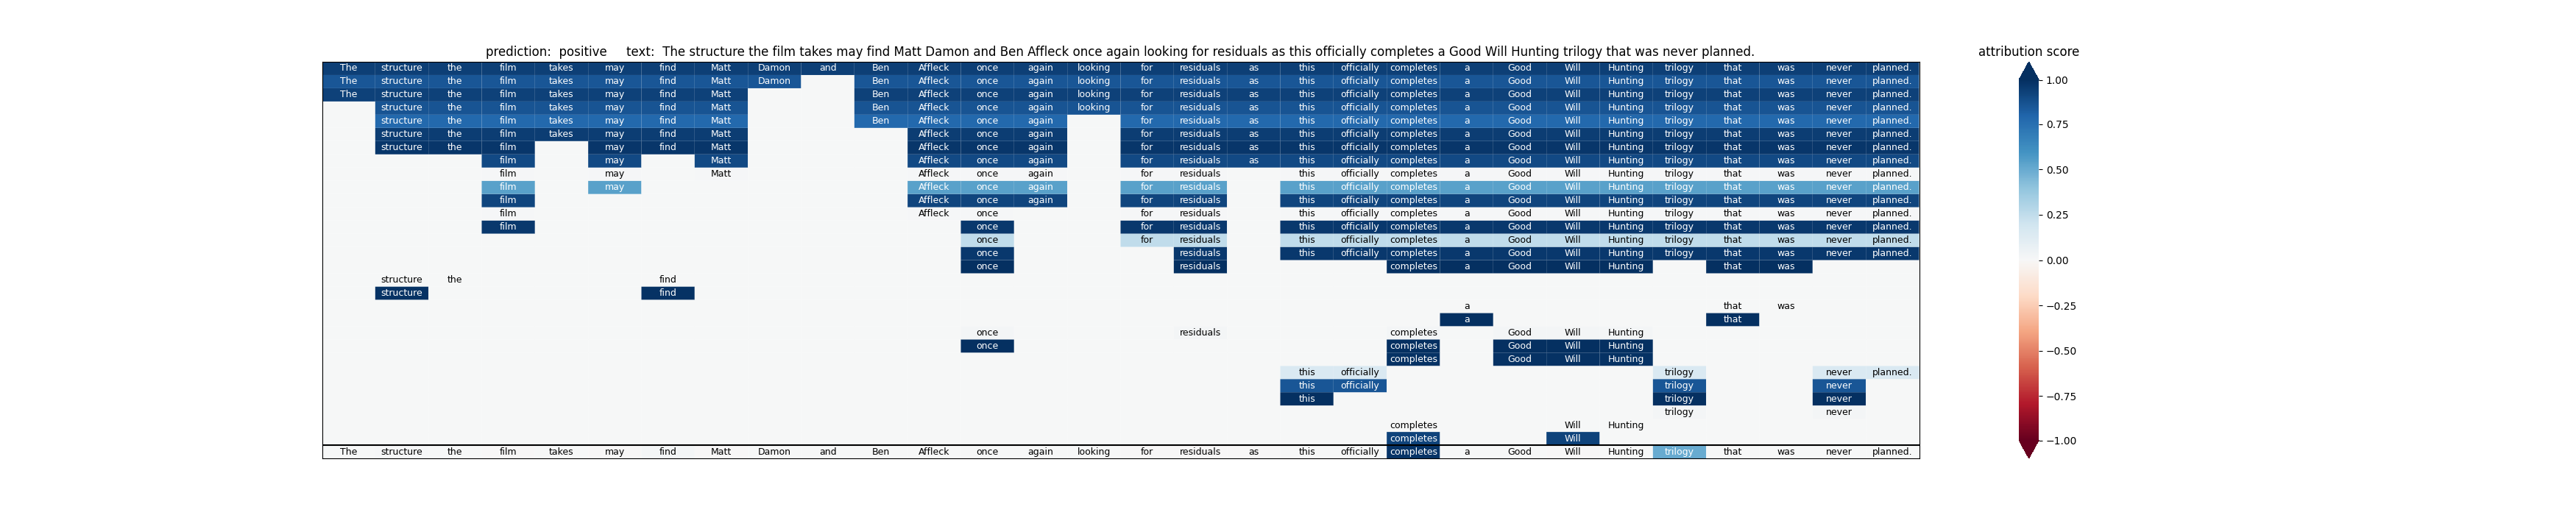 prediction: positive text: The structure the film takes may find Matt Damon and Ben Affleck once again looking for residuals as this officially completes a Good Will Hunting trilogy that was never planned. attribution score
The structure the film takes may find Matt Damon and Ben Affleck once again looking for residuals as this officially completes a Good Will Hunting trilogy that was never planned.
The structure the film takes may find Matt Damon Ben Affleck once again looking for residuals as this officially completes a Good Will Hunting trilogy that was never planned.
The structure the film takes may find Matt Ben Affleck once again looking for residuals as this officially completes a Good Will Hunting trilogy that was never planned.
structure the film takes may find Matt Ben Affleck once again looking for residuals as this officially completes a Good Will Hunting trilogy that was never planned.
structure the film takes may find Matt Ben Affleck once again for residuals as this officially completes a Good Will Hunting trilogy that was never planned.
structure the film takes may find Matt Affleck once again for residuals as this officially completes a Good Will Hunting trilogy that was never planned.
structure the film may find Matt Affleck once again for residuals as this officially completes a Good Will Hunting trilogy that was never planned.
film may Matt Affleck once again for residuals as this officially completes a Good Will Hunting trilogy that was never planned.
film may Matt Affleck once again for residuals this officially completes a Good Will Hunting trilogy that was never planned.
film may Affleck once again for residuals this officially completes a Good Will Hunting trilogy that was never planned.
film Affleck once again for residuals this officially completes a Good Will Hunting trilogy that was never planned.
film Affleck once for residuals this officially completes a Good Will Hunting trilogy that was never planned.
film once for residuals this officially completes a Good Will Hunting trilogy that was never planned.
once for residuals this officially completes a Good Will Hunting trilogy that was never planned.
once residuals this officially completes a Good Will Hunting trilogy that was never planned.
once residuals completes a Good Will Hunting that was
structure the find
structure find
a that was
a that
once residuals completes Good Will Hunting
once completes Good Will Hunting
completes Good Will Hunting
this officially trilogy never planned.
this officially trilogy never
this trilogy never
trilogy never
completes Will Hunting
completes Will
The structure the film takes may find Matt Damon and Ben Affleck once again looking for residuals as this officially completes a Good Will Hunting trilogy that was never planned.
1.00
0.75
0.50
0.25
0.00
−0.25
−0.50
−0.75
−1.00